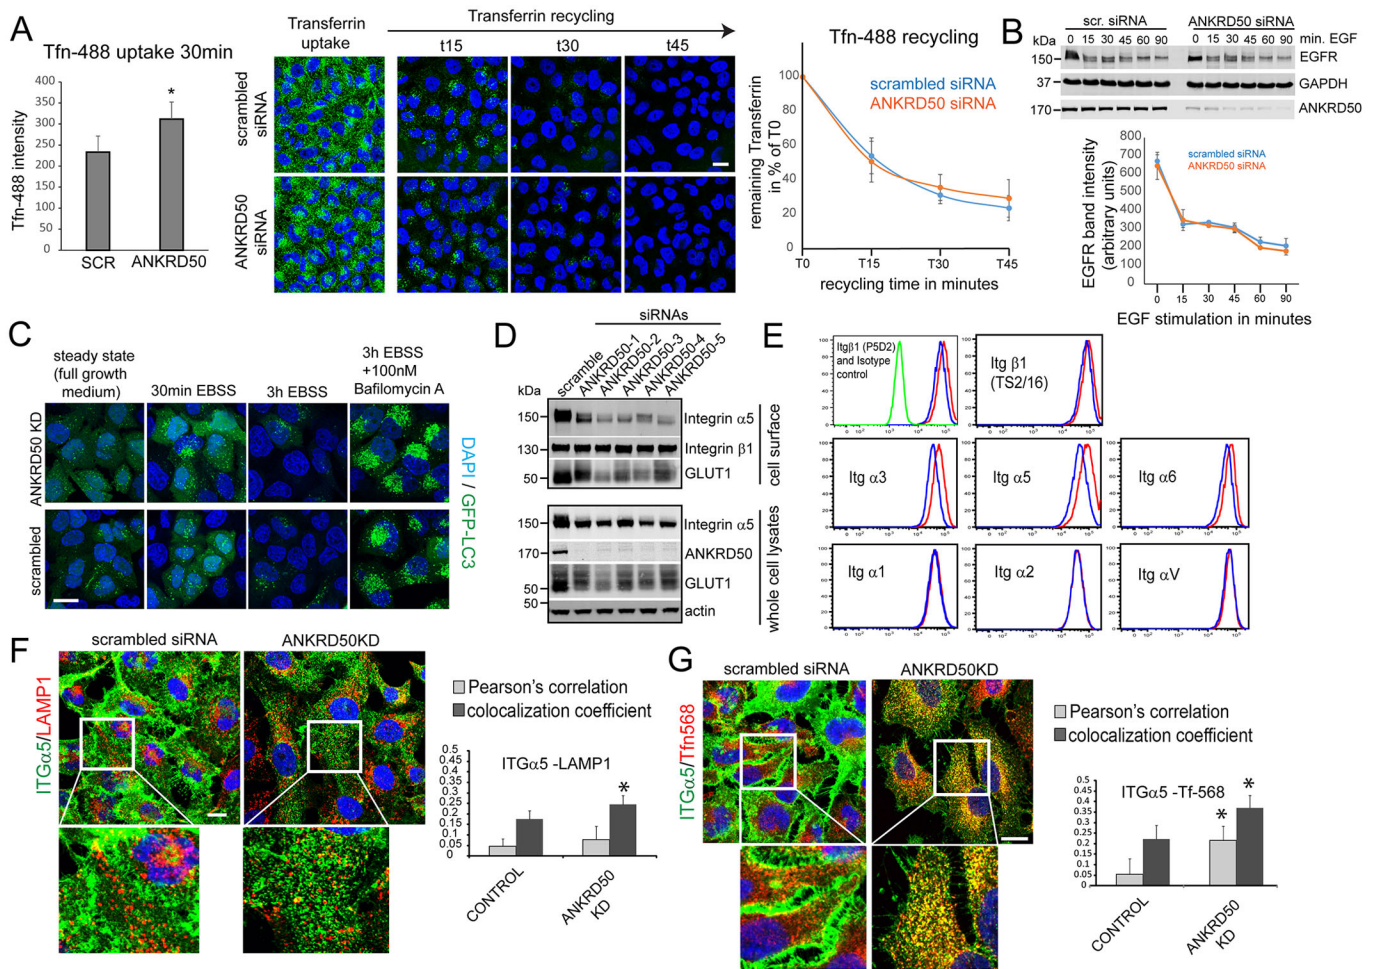 A
Tfn-488 uptake 30min
Tfn-488 intensity
400
350
300
250
200
150
100
50
0
*
SCR
ANKRD50
Transferrin
uptake
Transferrin recycling
t15
t30
t45
scrambled
siRNA
ANKRD50
siRNA
Tfn-488 recycling
scrambled siRNA
ANKRD50 siRNA
remaining Transferrin
in % of T0
100
80
60
40
20
0
T0
T15
T30
T45
recycling time in minutes
B
scr. siRNA
ANKRD50 siRNA
kDa
0 15 30 45 60 90
0 15 30 45 60 90
min. EGF
150
EGFR
37
GAPDH
170
ANKRD50
EGFR band intensity
(arbitrary units)
800
700
600
500
400
300
200
100
0
scrambled siRNA
ANKRD50 siRNA
0 15 30 45 60 90
EGF stimulation in minutes
C
steady state
(full growth
medium)
30min EBSS
3h EBSS
3h EBSS
+100nM
Bafilomycin A
ANKRD50 KD
scrambled
DAPI / GFP-LC3
D
siRNAs
scramble
ANKRD50-1
ANKRD50-2
ANKRD50-3
ANKRD50-4
ANKRD50-5
kDa
150
Integrin α5
130
Integrin β1
50
GLUT1
cell surface
150
Integrin α5
170
ANKRD50
50
GLUT1
50
actin
whole cell lysates
E
Itgβ1 (P5D2)
and Isotype
control
Itg β1
(TS2/16)
Itg α3
Itg α5
Itg α6
Itg α1
Itg α2
Itg αV
F
scrambled siRNA
ANKRD50KD
ITGα5/LAMP1
Pearson's correlation
colocalization coefficient
ITGα5 -LAMP1
0.5
0.45
0.4
0.35
0.3
0.25
0.2
0.15
0.1
0.05
0
*
CONTROL
ANKRD50
KD
G
scrambled siRNA
ANKRD50KD
ITGα5/Tfn568
Pearson's correlation
colocalization coefficient
ITGα5 -Tf-568
0.5
0.45
0.4
0.35
0.3
0.25
0.2
0.15
0.1
0.05
0
*
*
CONTROL
ANKRD50
KD